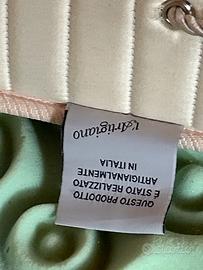 L'Artigiano
QUESTO PRODOTTO
È STATO REALIZZATO
ARTIGIANALMENTE
IN ITALIA